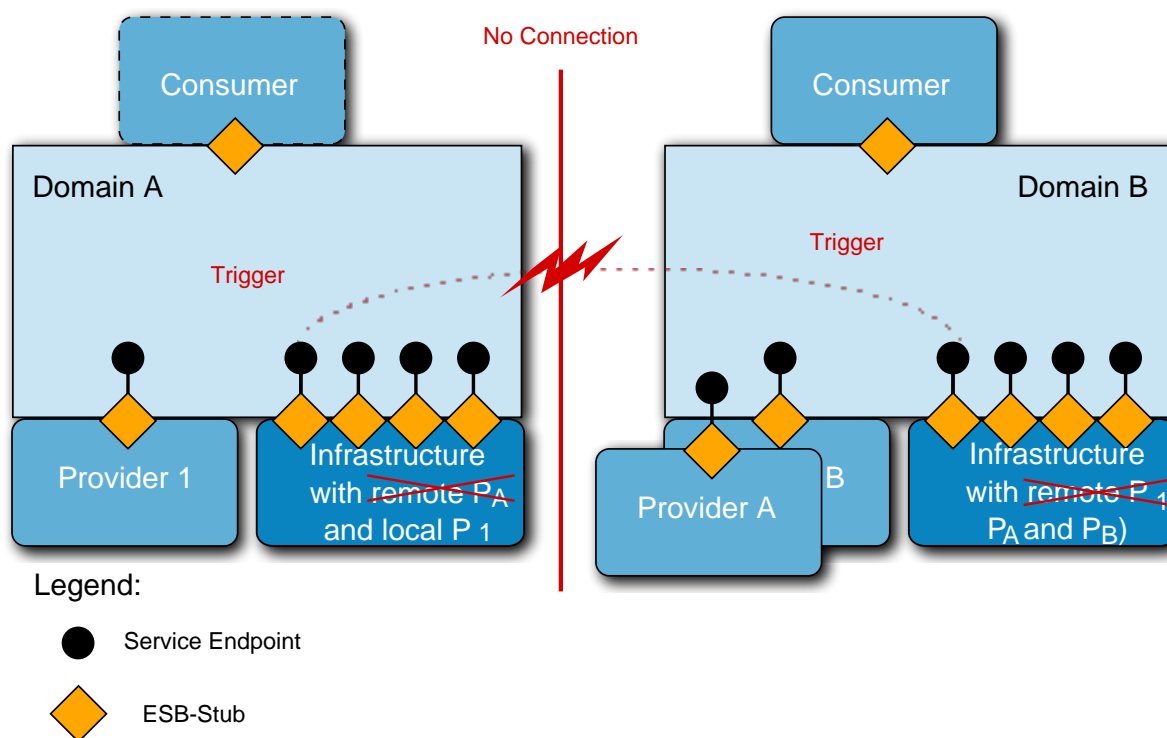 No Connection
Consumer
Consumer
Domain A
Domain B
Trigger
Trigger
Provider 1
Infrastructure
with remote PA
and local P 1
B
Provider A
Infrastructure
with remote P 1
PA and PB)
Legend:
Service Endpoint
ESB-Stub